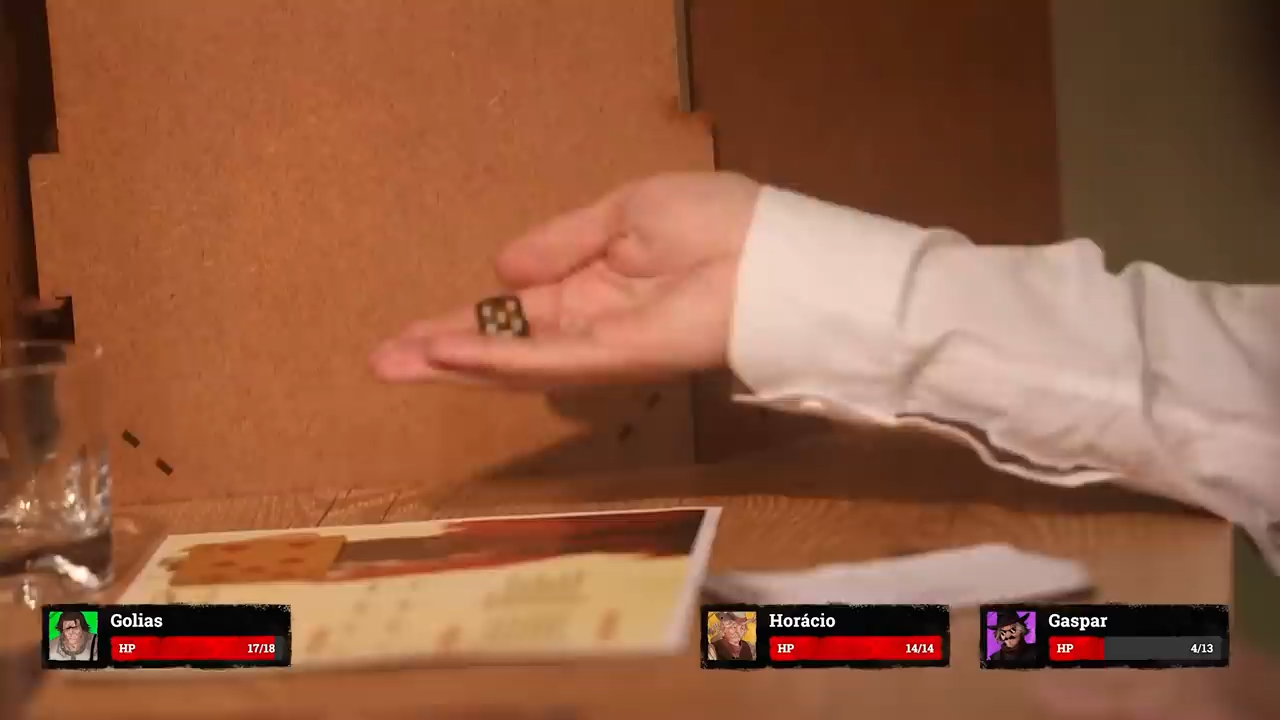 Golias
HP 17/18
Horácio
HP 14/14
Gaspar
HP 4/13